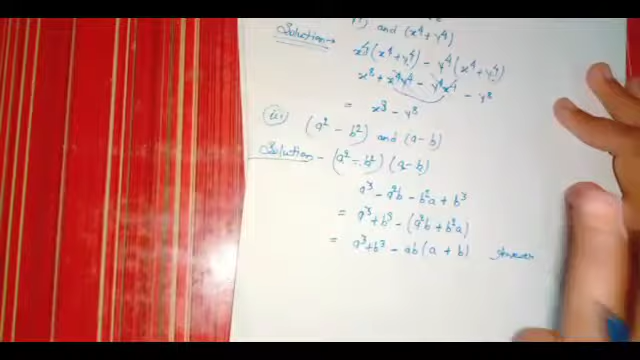 and (x⁴ + y⁴)
Solution →
x⁴(x⁴ + y⁴) - y⁴(x⁴ + y⁴)
x⁸ + x⁴y⁴ - y⁴x⁴ - y⁸
= x⁸ - y⁸
(a² - b²) and (a - b)
Solution - (a² - b²)(a - b)
a³ - a²b - b²a + b³
= a³ + b³ - (a²b + b²a)
= a³ + b³ - ab(a + b) Answer